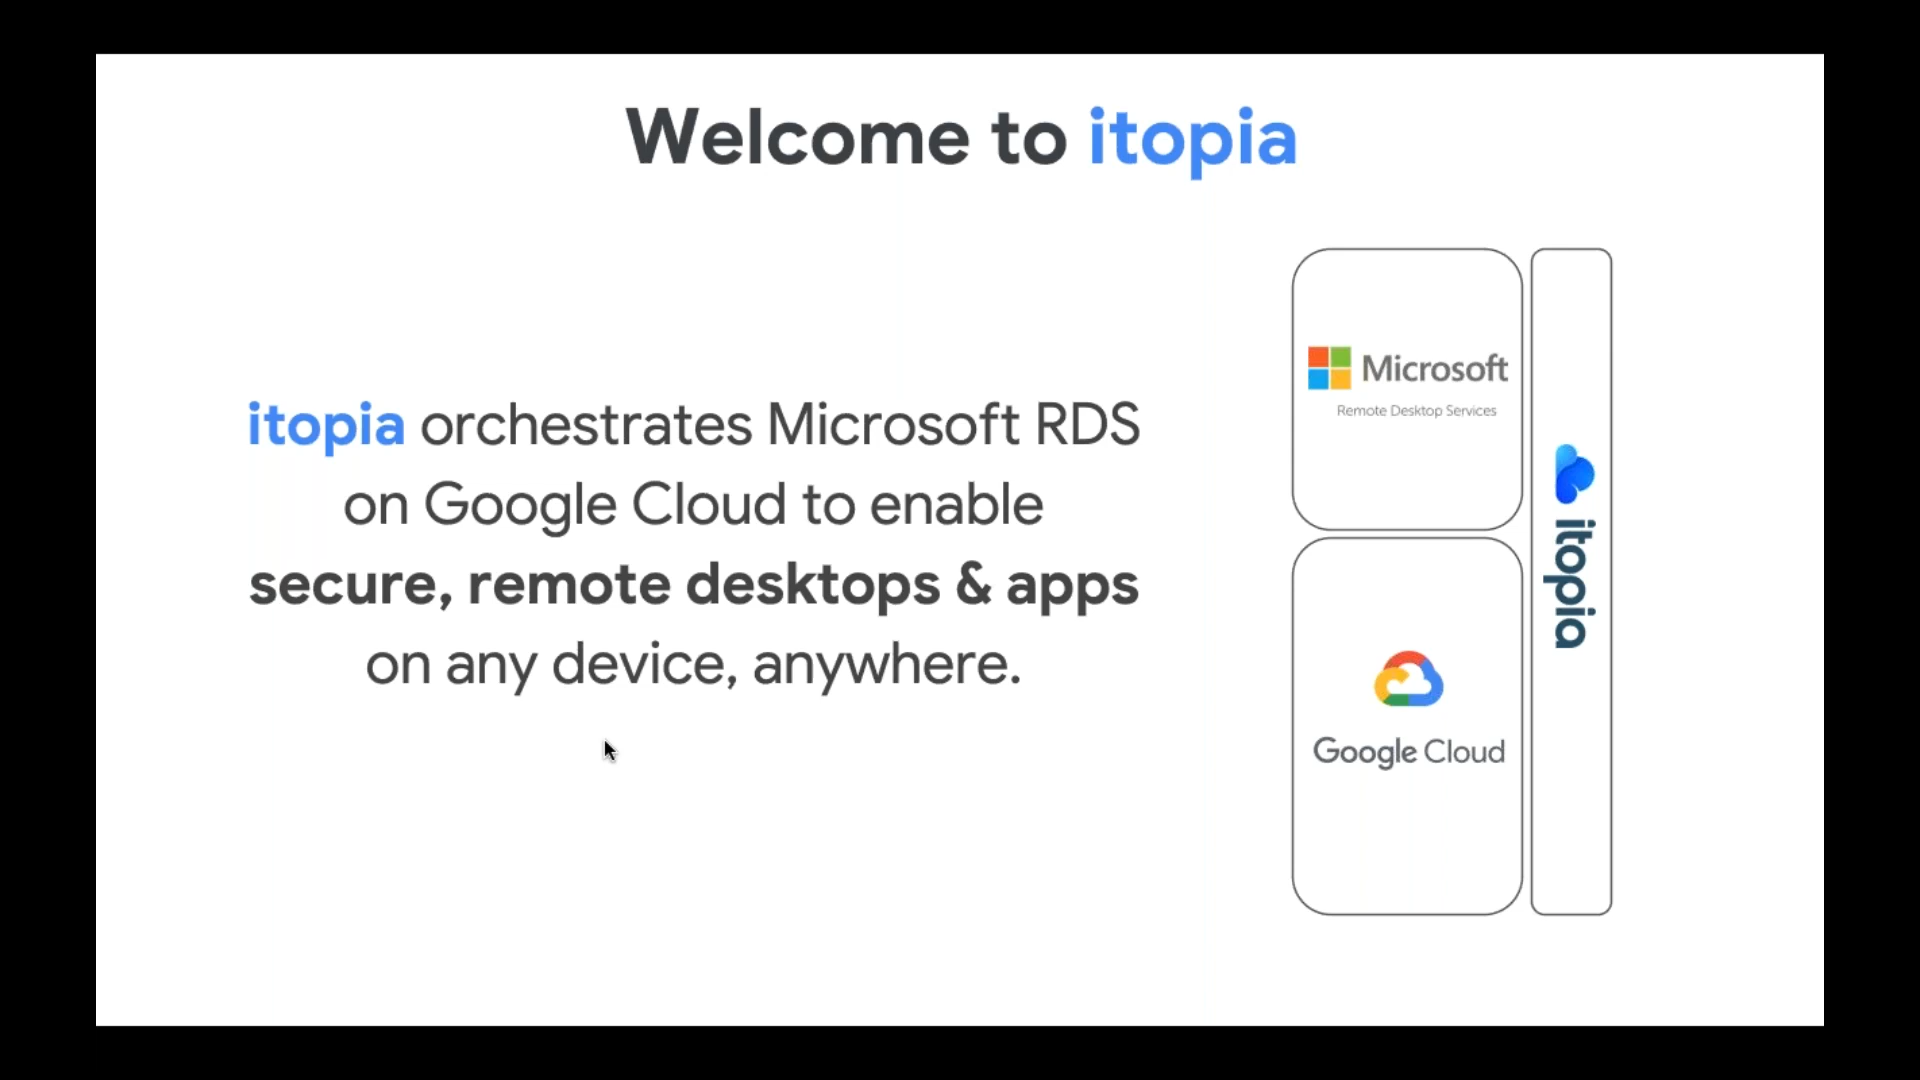 Welcome to itopia
itopia orchestrates Microsoft RDS
on Google Cloud to enable
secure, remote desktops & apps
on any device, anywhere.
Microsoft
Remote Desktop Services
Google Cloud
itopia